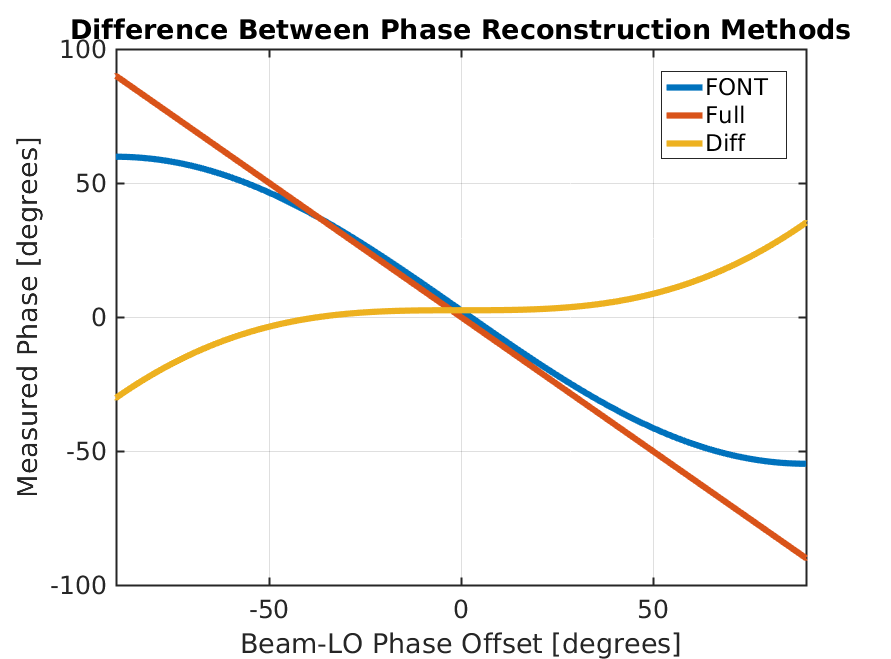 Difference Between Phase Reconstruction Methods
100
50
0
-50
-100
-50
0
50
Measured Phase [degrees]
Beam-LO Phase Offset [degrees]
FONT
Full
Diff